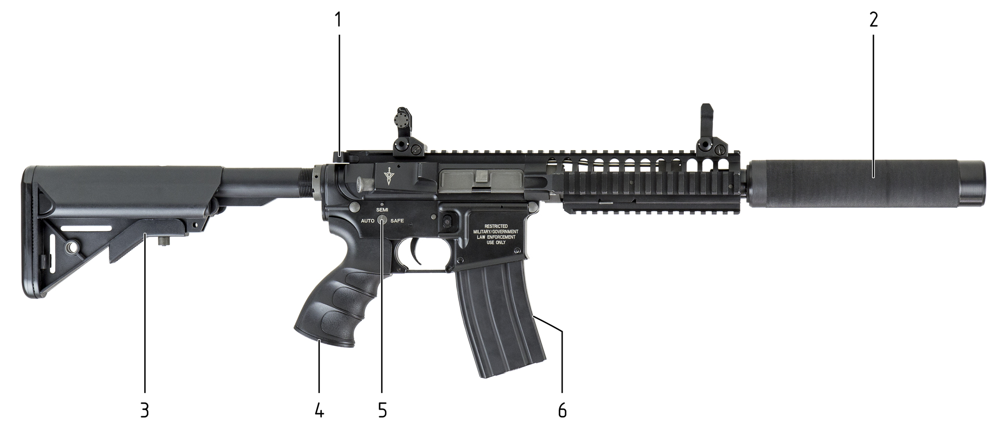 1
2
SEMI
AUTO SAFE
RESTRICTED
MILITARY/GOVERNMENT
LAW ENFORCEMENT
USE ONLY
3
4
5
6